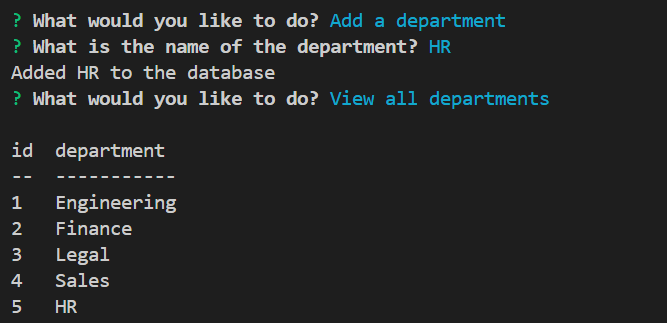 ? What would you like to do? Add a department
? What is the name of the department? HR
Added HR to the database
? What would you like to do? View all departments
id  department
--  -----------
1   Engineering
2   Finance
3   Legal
4   Sales
5   HR